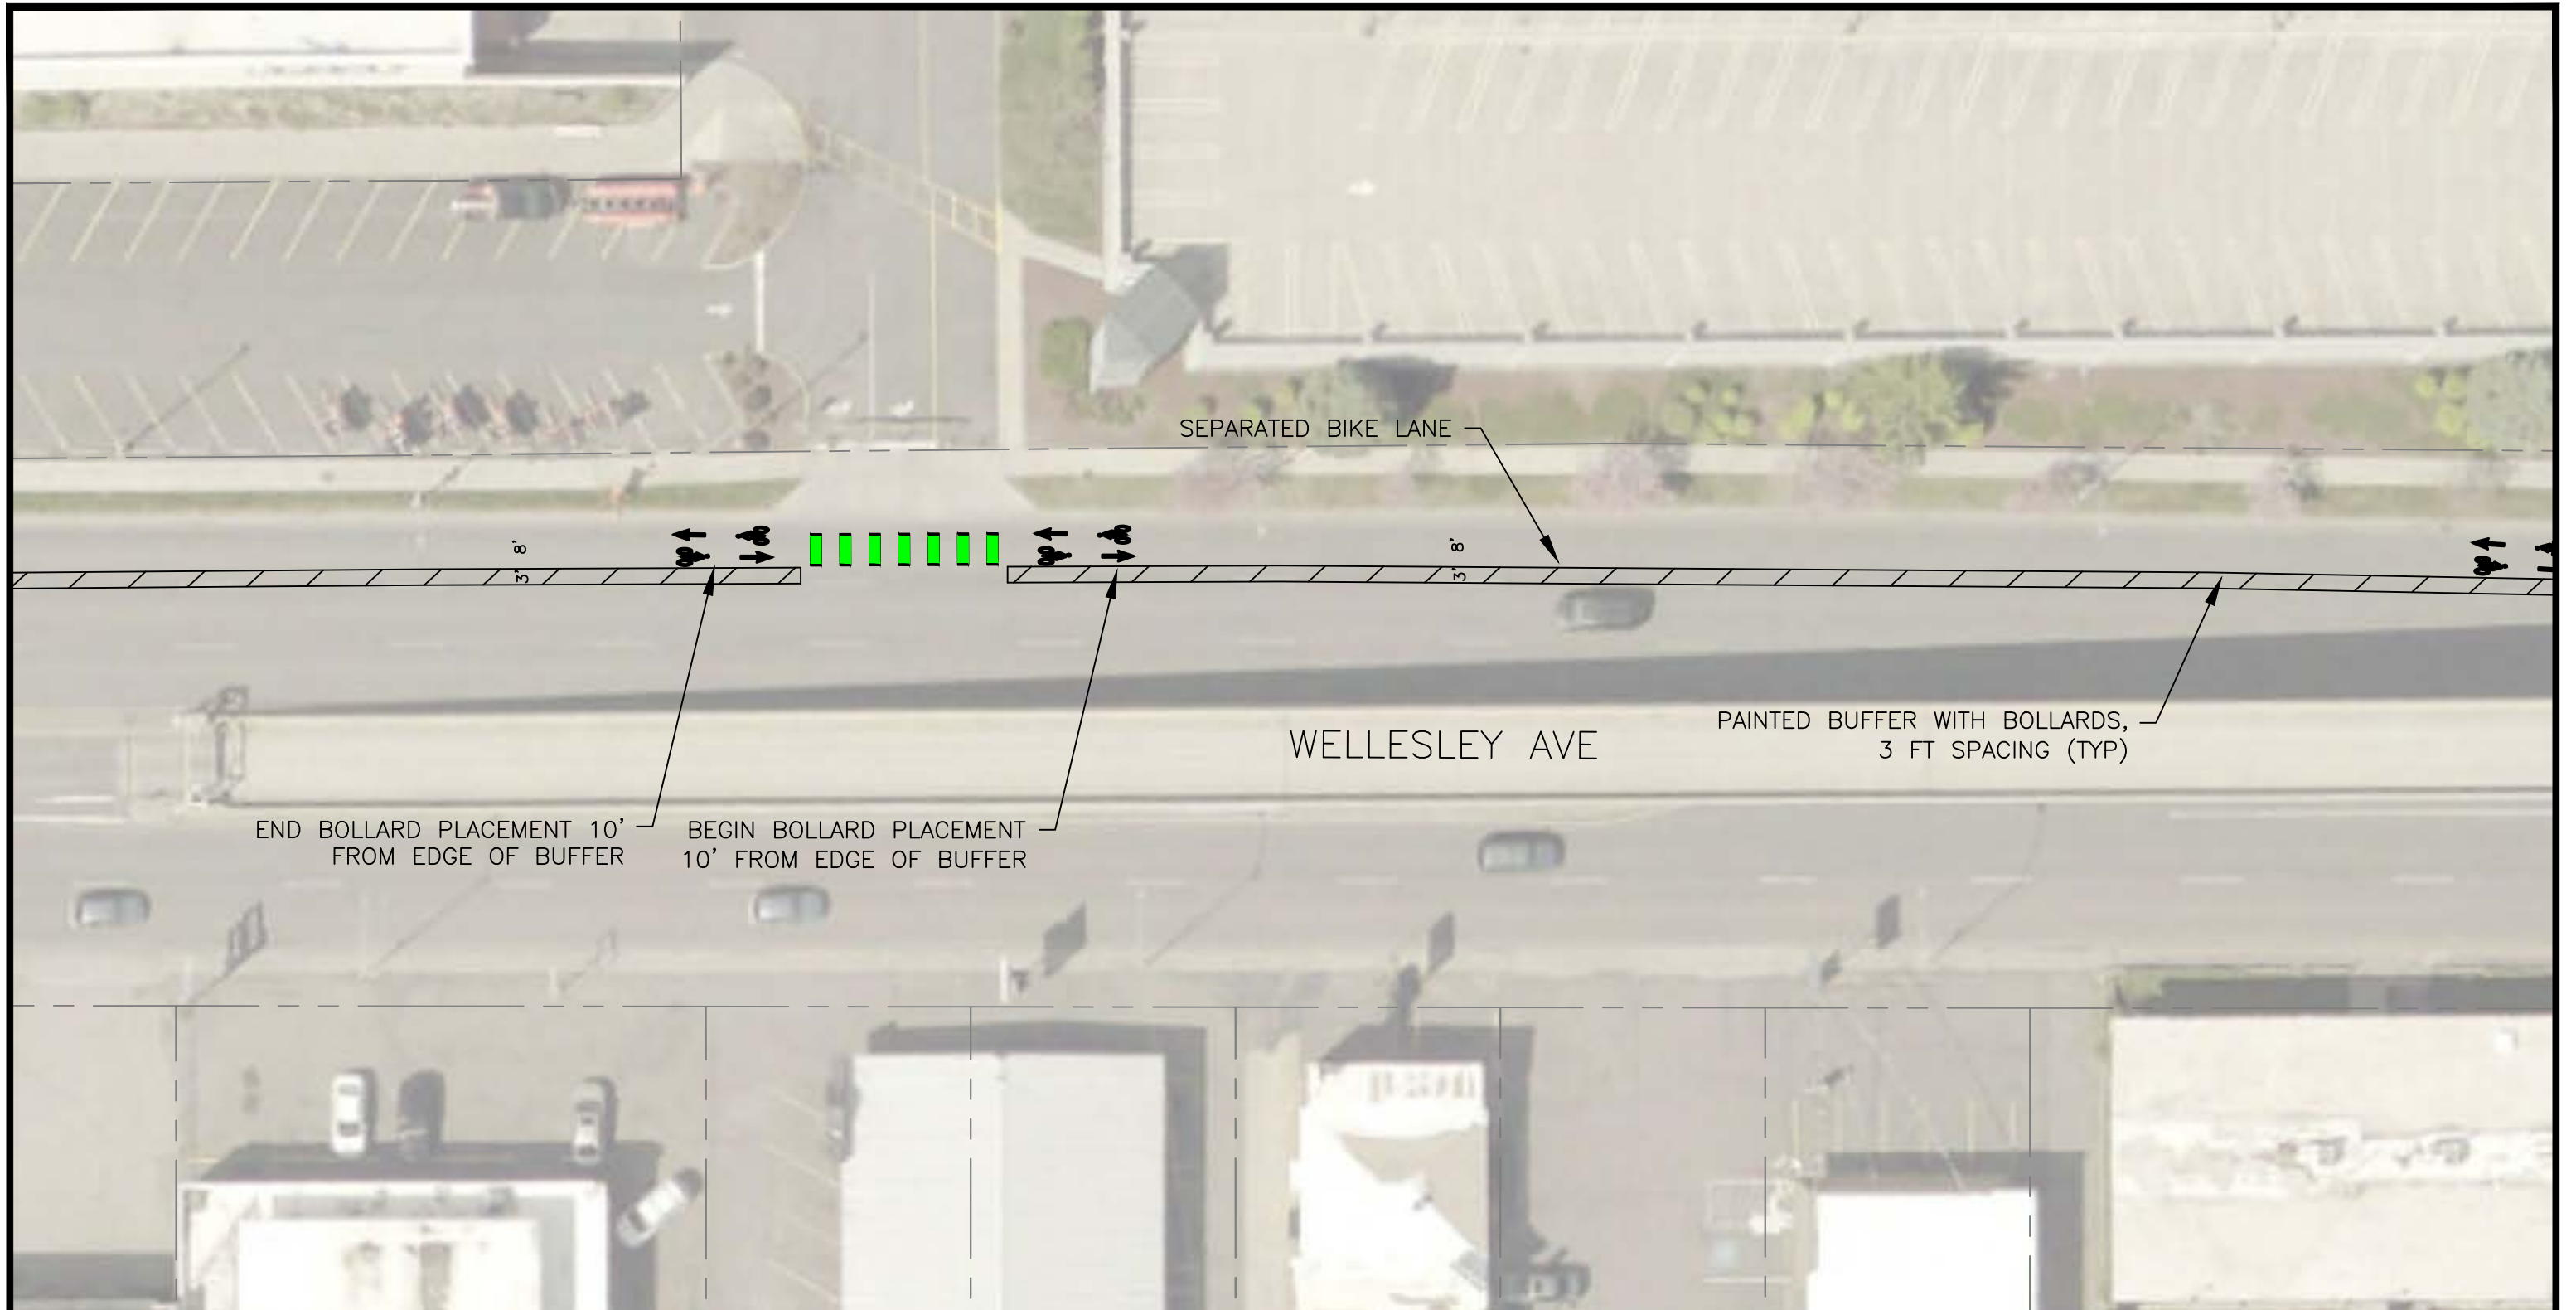 SEPARATED BIKE LANE
8'
3'
8'
3'
WELLESLEY AVE
PAINTED BUFFER WITH BOLLARDS,
3 FT SPACING (TYP)
END BOLLARD PLACEMENT 10'
FROM EDGE OF BUFFER
BEGIN BOLLARD PLACEMENT
10' FROM EDGE OF BUFFER